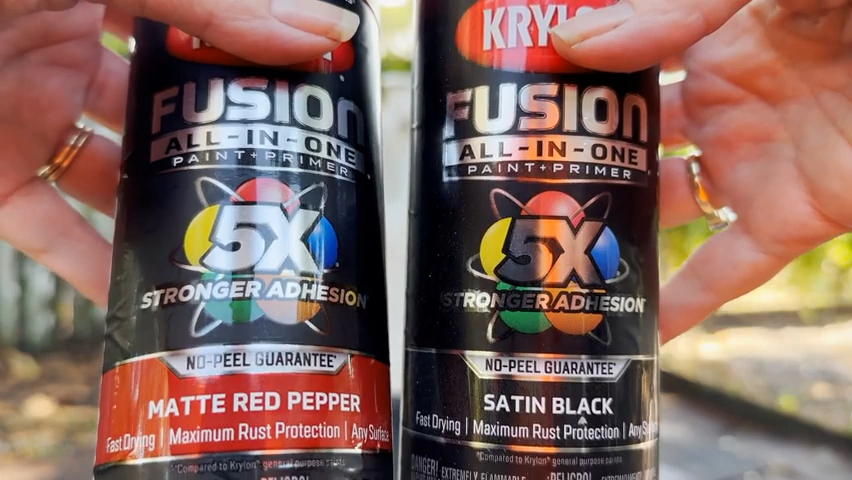 FUSION
ALL-IN-ONE
PAINT+PRIMER
5X
STRONGER ADHESION
NO-PEEL GUARANTEE*
MATTE RED PEPPER
Fast Drying | Maximum Rust Protection | Any Surface
*Compared to Krylon® general purpose paints
KRYLO
FUSION
ALL-IN-ONE
PAINT+PRIMER
5X
STRONGER ADHESION
NO-PEEL GUARANTEE*
SATIN BLACK
Fast Drying | Maximum Rust Protection | Any
*Compared to Krylon® general purpose paints
DANGER! EXTREMELY FLAMMABLE